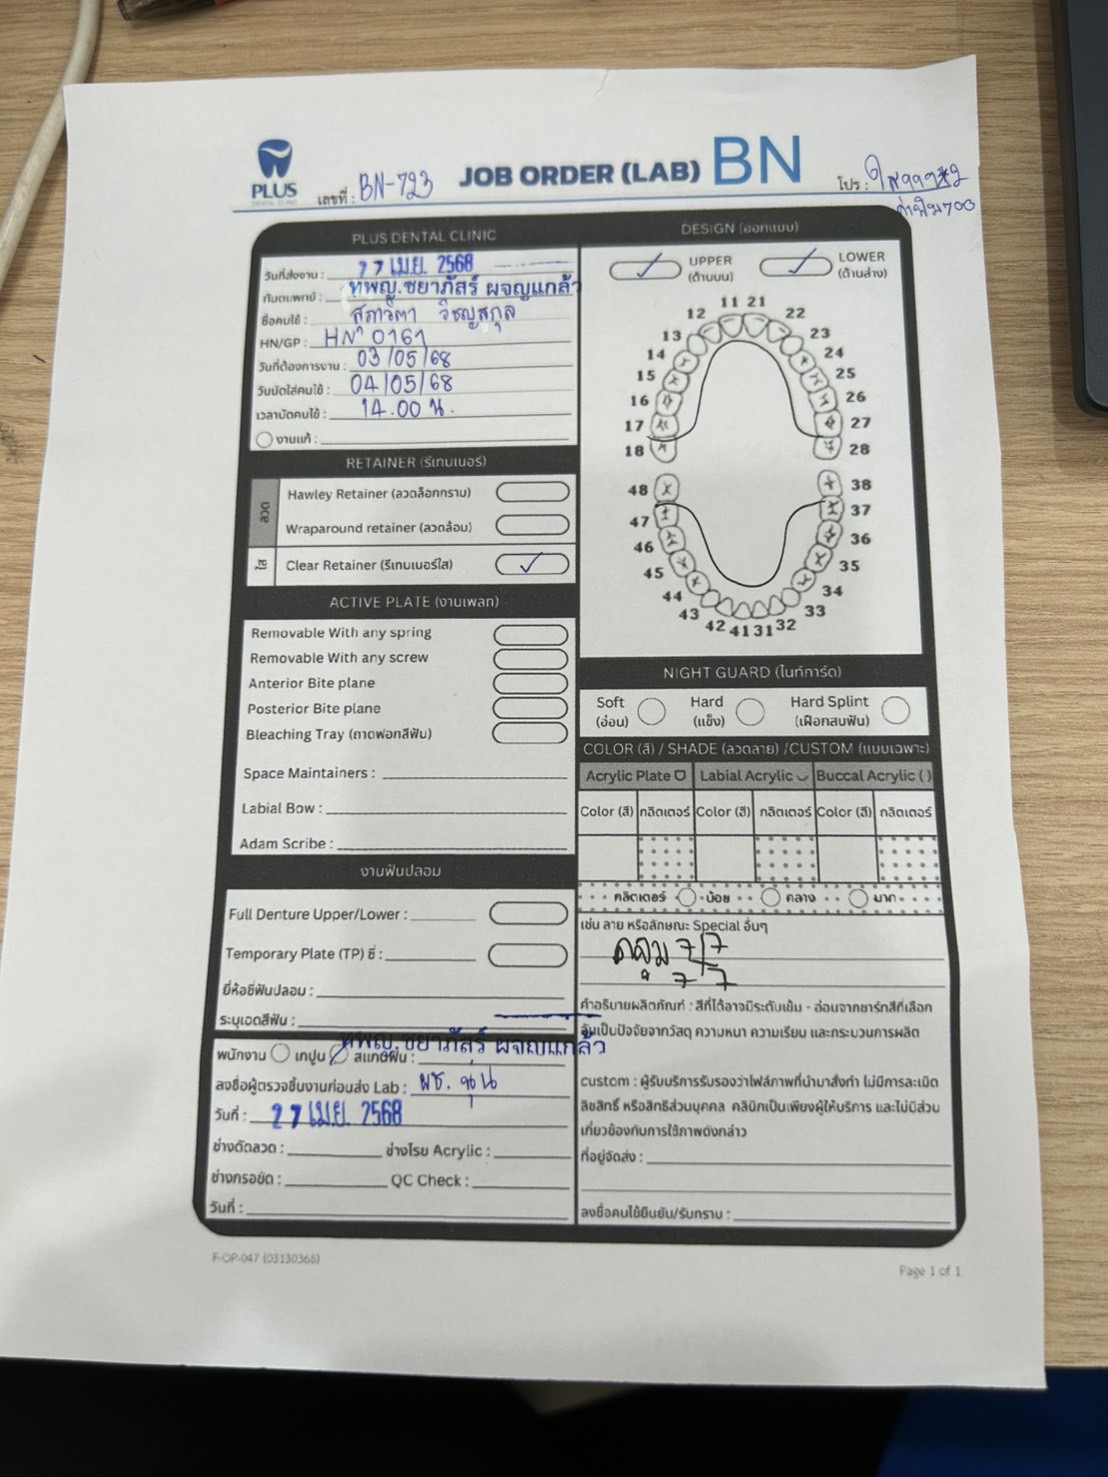 PLUS
DENTAL CLINIC
เลขที่ : BN-723
JOB ORDER (LAB) BN
โปร : ใส999x2
ค่าฟิม700
PLUS DENTAL CLINIC
วันที่ส่งงาน : 27 เม.ย. 2568
ทันตแพทย์ : ทพญ.ชยาภัสร์ ผจญแกล้ว
ชื่อคนไข้ : สุภาวิตา วิชญสกุล
HN/GP : HN 0161
วันที่ต้องการงาน : 03/05/68
วันนัดใส่คนไข้ : 04/05/68
เวลานัดคนไข้ : 14.00 น.
งานแก้ :
RETAINER (รีเทนเนอร์)
ลวด
Hawley Retainer (ลวดล็อกกราม)
Wraparound retainer (ลวดล้อม)
ใส
Clear Retainer (รีเทนเนอร์ใส)
ACTIVE PLATE (งานเพลท)
Removable With any spring
Removable With any screw
Anterior Bite plane
Posterior Bite plane
Bleaching Tray (ถาดฟอกสีฟัน)
Space Maintainers :
Labial Bow :
Adam Scribe :
งานฟันปลอม
Full Denture Upper/Lower :
Temporary Plate (TP) ซี่ :
ยี่ห้อซี่ฟันปลอม :
ระบุเฉดสีฟัน :
ทพญ.ชยาภัสร์ ผจญแกล้ว
พนักงาน เทปูน สแกนฟัน :
ลงชื่อผู้ตรวจชิ้นงานก่อนส่ง Lab : ผช. นุ่น
วันที่ : 27 เม.ย. 2568
ช่างดัดลวด : ช่างโรย Acrylic :
ช่างกรอขัด : QC Check :
วันที่ :
DESIGN (ออกแบบ)
UPPER
(ด้านบน)
LOWER
(ด้านล่าง)
11 21
12 22
13 23
14 24
15 25
16 26
17 27
18 28
48 38
47 37
46 36
45 35
44 34
43 33
42 41 31 32
NIGHT GUARD (ไนท์การ์ด)
Soft
(อ่อน)
Hard
(แข็ง)
Hard Splint
(เฝือกสบฟัน)
COLOR (สี) / SHADE (ลวดลาย) /CUSTOM (แบบเฉพาะ)
Acrylic Plate Labial Acrylic Buccal Acrylic ( )
Color (สี) กลิตเตอร์ Color (สี) กลิตเตอร์ Color (สี) กลิตเตอร์
กลิตเตอร์ น้อย กลาง มาก
เช่น ลาย หรือลักษณะ Special อื่นๆ
คลุม 7|7
7|7
คำอธิบายผลิตภัณฑ์ : สีที่ได้อาจมีระดับเข้ม - อ่อนจากชาร์ทสีที่เลือก
อันเป็นปัจจัยจากวัสดุ ความหนา ความเรียบ และกระบวนการผลิต
custom : ผู้รับบริการรับรองว่าไฟล์ภาพที่นำมาสั่งทำ ไม่มีการละเมิด
ลิขสิทธิ์ หรือสิทธิส่วนบุคคล คลินิกเป็นเพียงผู้ให้บริการ และไม่มีส่วน
เกี่ยวข้องกับการใช้ภาพดังกล่าว
ที่อยู่จัดส่ง :
ลงชื่อคนไข้ยืนยัน/รับทราบ :
F-OP-047 (03130368)
Page 1 of 1